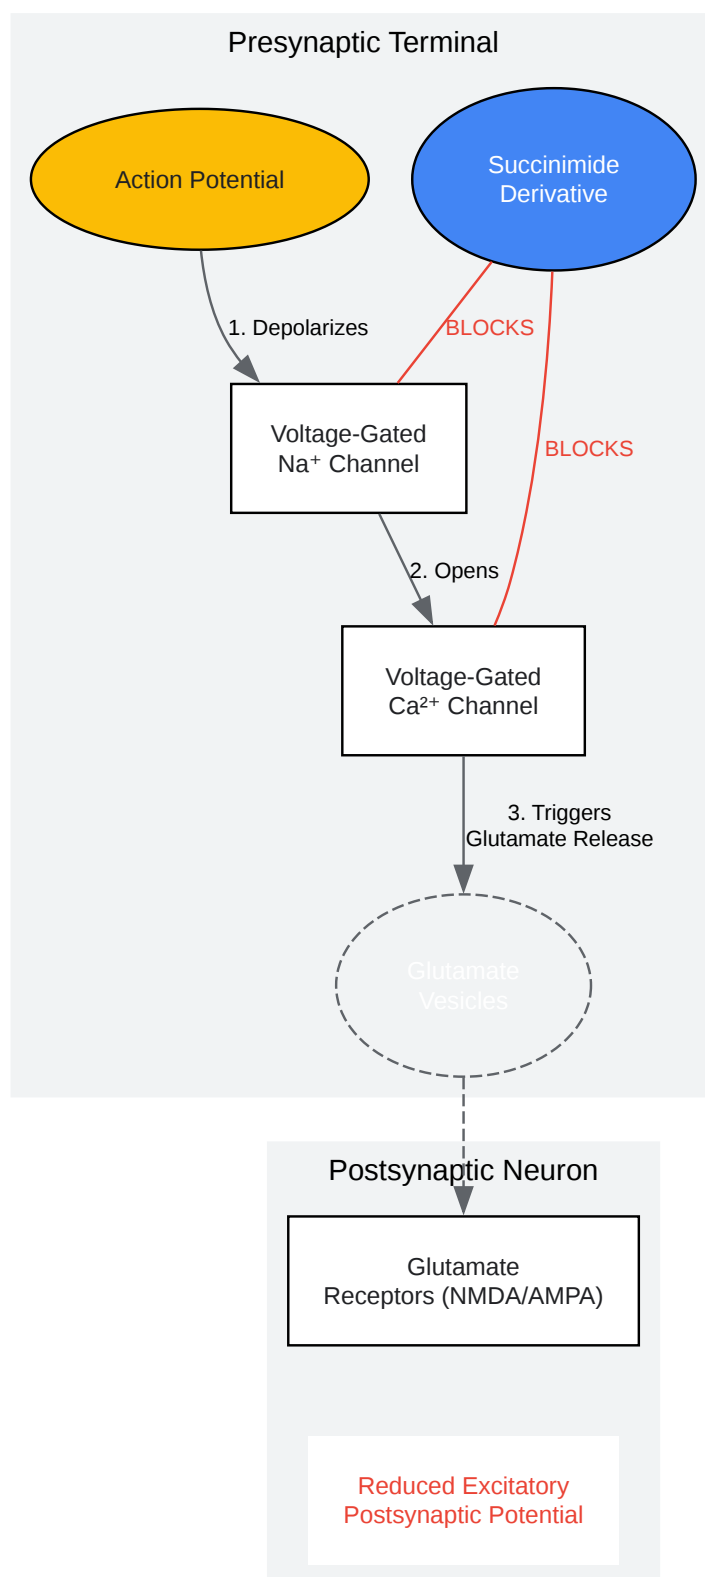 Presynaptic Terminal
Action Potential
Succinimide
Derivative
1. Depolarizes
BLOCKS
Voltage-Gated
Na⁺ Channel
BLOCKS
2. Opens
Voltage-Gated
Ca²⁺ Channel
3. Triggers
Glutamate Release
Glutamate
Vesicles
Postsynaptic Neuron
Glutamate
Receptors (NMDA/AMPA)
Reduced Excitatory
Postsynaptic Potential